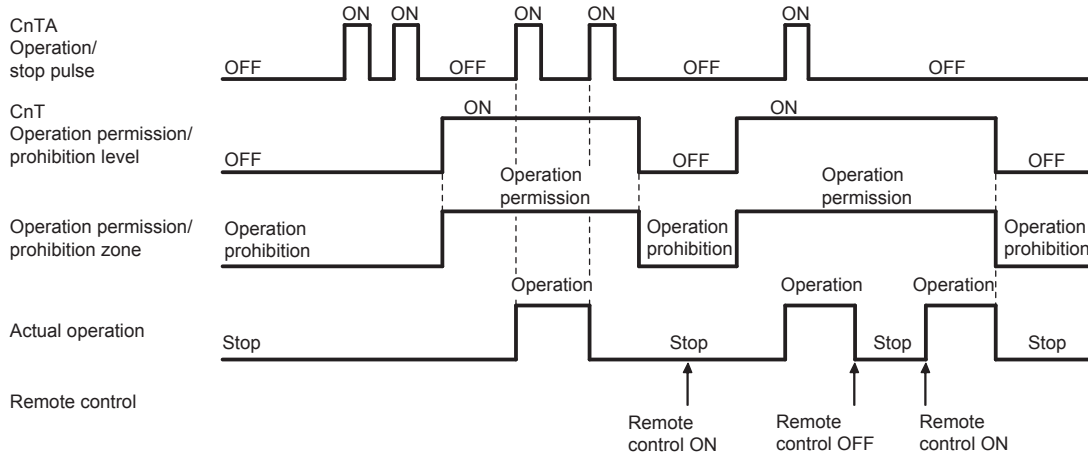 ON ON ON ON ON
CnTA
Operation/
stop pulse
OFF OFF OFF OFF
CnT
Operation permission/
prohibition level
ON ON
OFF OFF OFF
Operation
permission
Operation
permission
Operation permission/
prohibition zone
Operation
prohibition
Operation
prohibition
Operation
prohibition
Operation Operation Operation
Actual operation
Stop Stop Stop Stop
Remote control
Remote
control ON
Remote
control OFF
Remote
control ON